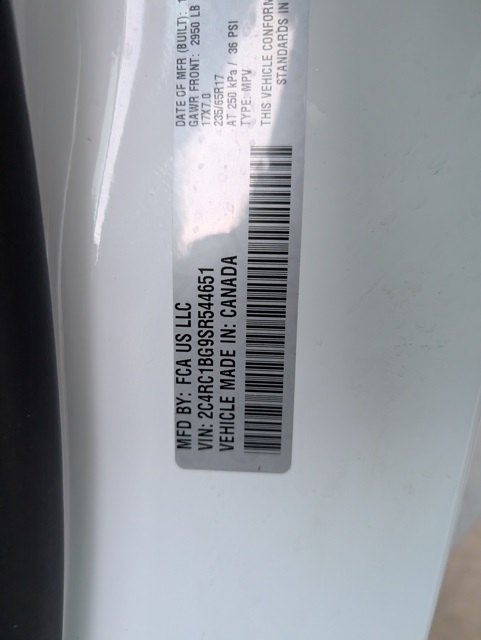 MFD BY: FCA US LLC
VIN: 2C4RC1BG9SR544651
VEHICLE MADE IN: CANADA
DATE OF MFR (BUILT):
GAWR FRONT: 2950 LB
17X7.0
235/65R17
AT 250 kPa / 36 PSI
TYPE: MPV
THIS VEHICLE CONFORM
STANDARDS IN